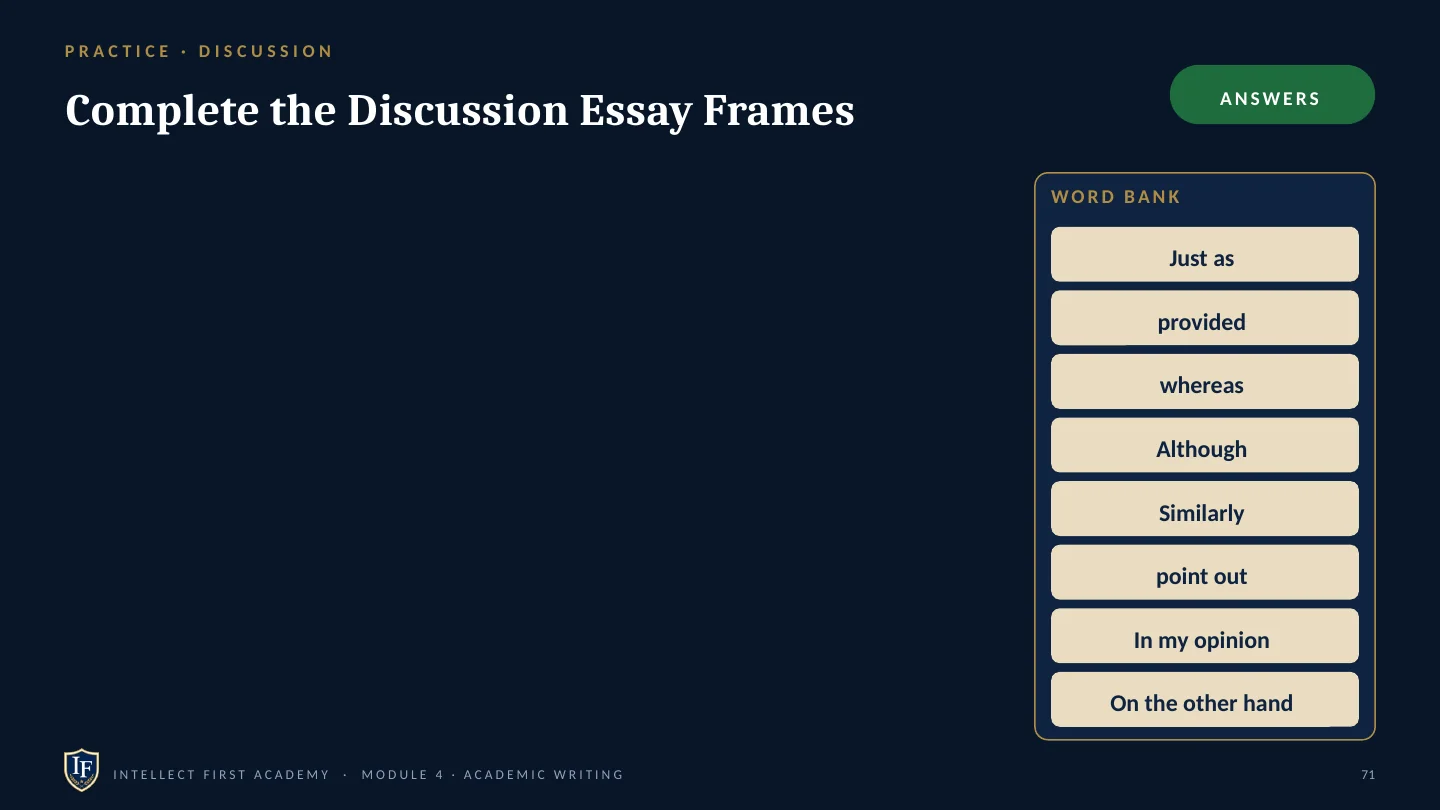 PRACTICE · DISCUSSION
Complete the Discussion Essay Frames
ANSWERS
WORD BANK
Just as
provided
whereas
Although
Similarly
point out
In my opinion
On the other hand
IF
INTELLECT FIRST ACADEMY · MODULE 4 · ACADEMIC WRITING
71